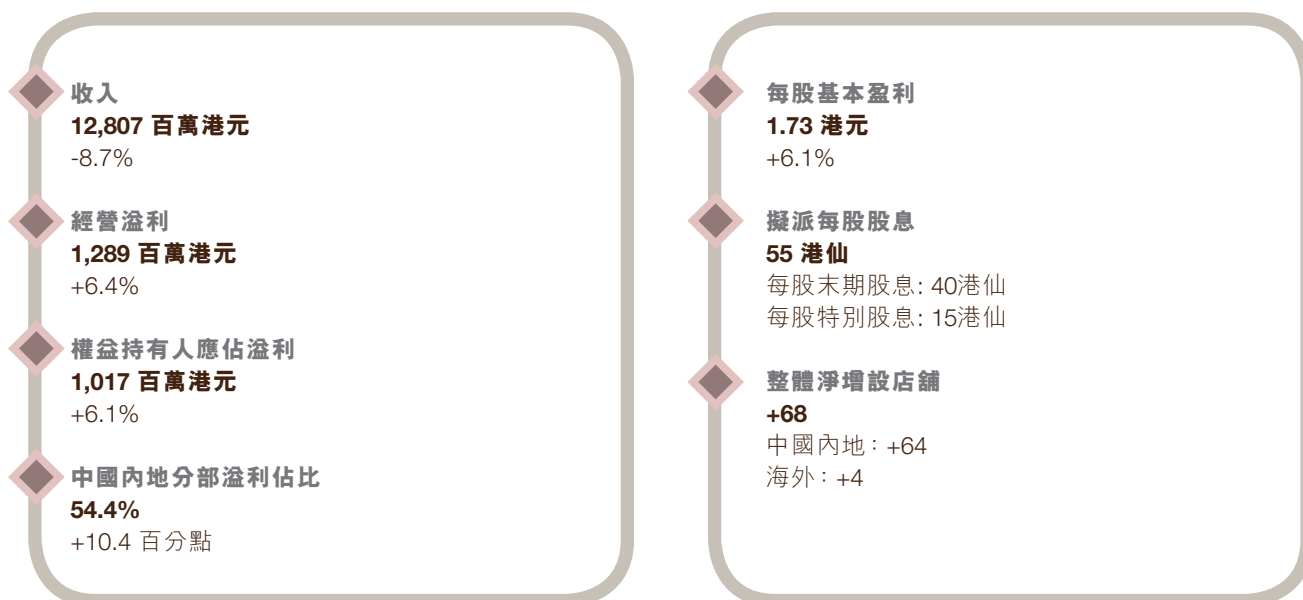 收入
12,807 百萬港元
-8.7%
經營溢利
1,289 百萬港元
+6.4%
權益持有人應佔溢利
1,017 百萬港元
+6.1%
中國內地分部溢利佔比
54.4%
+10.4 百分點
每股基本盈利
1.73 港元
+6.1%
擬派每股股息
55 港仙
每股末期股息: 40港仙
每股特別股息: 15港仙
整體淨增設店舖
+68
中國內地：+64
海外：+4